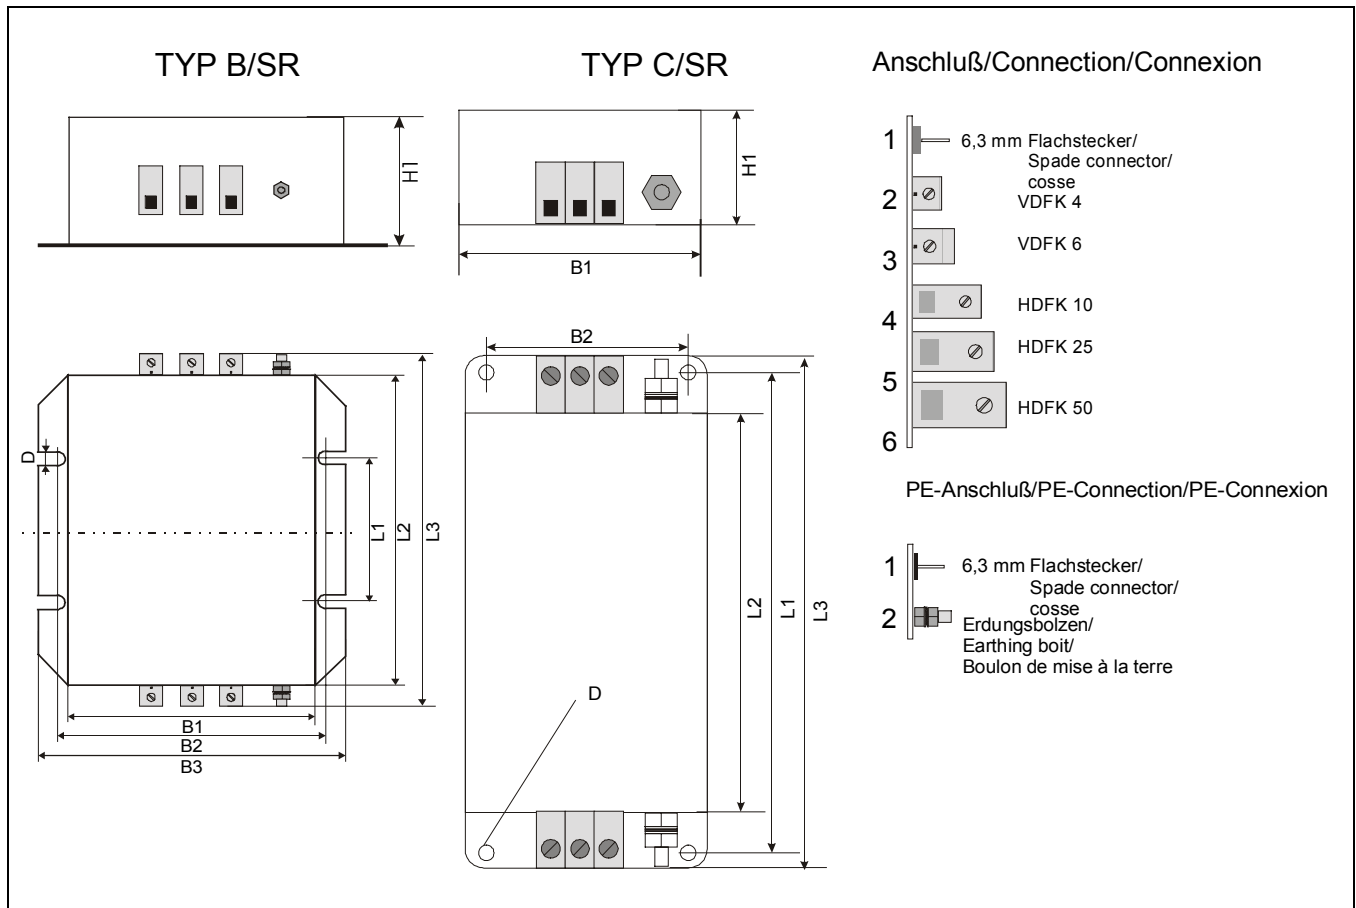 TYP B/SR
H1
D
L1
L2
L3
B1
B2
B3
TYP C/SR
H1
B1
B2
L2
L1
L3
D
Anschluß/Connection/Connexion
1
6,3 mm Flachstecker/
Spade connector/
cosse
2
VDFK 4
3
VDFK 6
4
HDFK 10
5
HDFK 25
6
HDFK 50
PE-Anschluß/PE-Connection/PE-Connexion
1
6,3 mm Flachstecker/
Spade connector/
cosse
2
Erdungsbolzen/
Earthing boit/
Boulon de mise à la terre